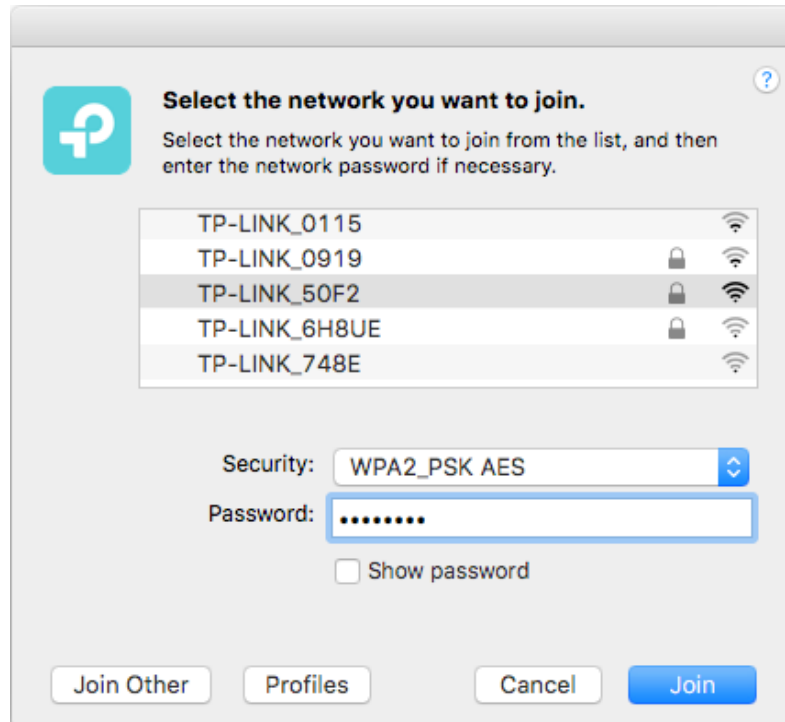 ?
Select the network you want to join.
Select the network you want to join from the list, and then
enter the network password if necessary.
TP-LINK_0115
TP-LINK_0919
TP-LINK_50F2
TP-LINK_6H8UE
TP-LINK_748E
Security: WPA2_PSK AES
Password: ••••••••
Show password
Join Other Profiles Cancel Join